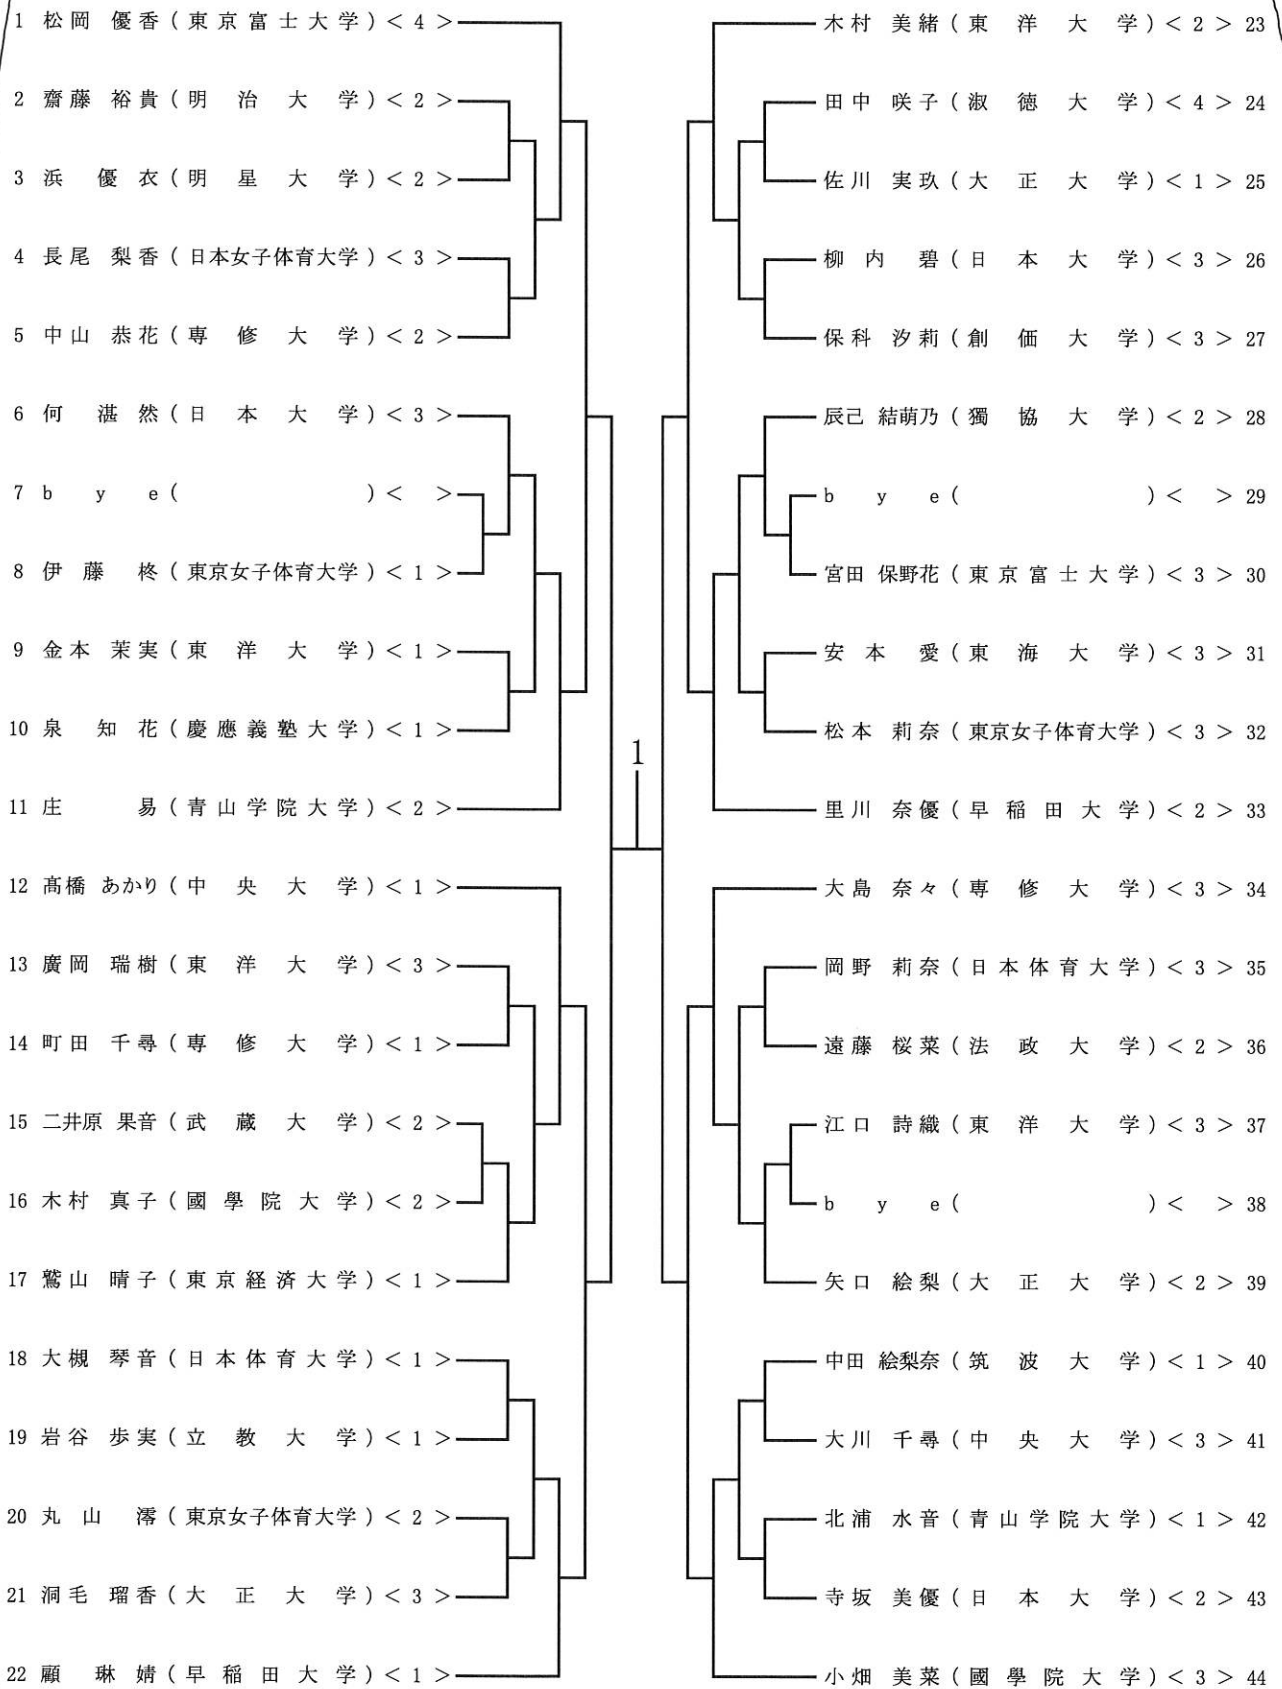 1 松岡 優香 (東京富士大学) < 4 >
2 齋藤 裕貴 (明治大学) < 2 >
3 浜 優衣 (明星大学) < 2 >
4 長尾 梨香 (日本女子体育大学) < 3 >
5 中山 恭花 (専修大学) < 2 >
6 何 湛然 (日本大学) < 3 >
7 bye ( ) < >
8 伊藤 柊 (東京女子体育大学) < 1 >
9 金本 茉実 (東洋大学) < 1 >
10 泉 知花 (慶應義塾大学) < 1 >
11 庄 易 (青山学院大学) < 2 >
12 髙橋 あかり (中央大学) < 1 >
13 廣岡 瑞樹 (東洋大学) < 3 >
14 町田 千尋 (専修大学) < 1 >
15 二井原 果音 (武蔵大学) < 2 >
16 木村 真子 (國學院大学) < 2 >
17 鷲山 晴子 (東京経済大学) < 1 >
18 大槻 琴音 (日本体育大学) < 1 >
19 岩谷 歩実 (立教大学) < 1 >
20 丸山 澪 (東京女子体育大学) < 2 >
21 洞毛 瑠香 (大正大学) < 3 >
22 顧 琳婧 (早稲田大学) < 1 >
1
木村 美緒 (東洋大学) < 2 > 23
田中 咲子 (淑徳大学) < 4 > 24
佐川 実玖 (大正大学) < 1 > 25
柳内 碧 (日本大学) < 3 > 26
保科 汐莉 (創価大学) < 3 > 27
辰己 結萌乃 (獨協大学) < 2 > 28
bye ( ) < > 29
宮田 保野花 (東京富士大学) < 3 > 30
安本 愛 (東海大学) < 3 > 31
松本 莉奈 (東京女子体育大学) < 3 > 32
里川 奈優 (早稲田大学) < 2 > 33
大島 奈々 (専修大学) < 3 > 34
岡野 莉奈 (日本体育大学) < 3 > 35
遠藤 桜菜 (法政大学) < 2 > 36
江口 詩織 (東洋大学) < 3 > 37
bye ( ) < > 38
矢口 絵梨 (大正大学) < 2 > 39
中田 絵梨奈 (筑波大学) < 1 > 40
大川 千尋 (中央大学) < 3 > 41
北浦 水音 (青山学院大学) < 1 > 42
寺坂 美優 (日本大学) < 2 > 43
小畑 美菜 (國學院大学) < 3 > 44